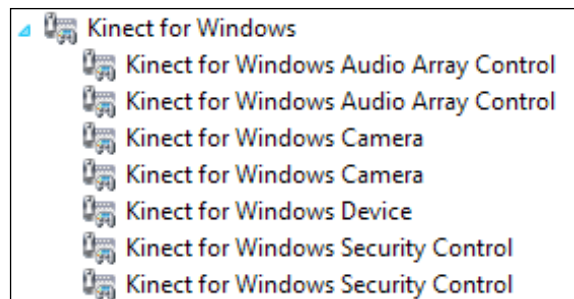 Kinect for Windows
Kinect for Windows Audio Array Control
Kinect for Windows Audio Array Control
Kinect for Windows Camera
Kinect for Windows Camera
Kinect for Windows Device
Kinect for Windows Security Control
Kinect for Windows Security Control